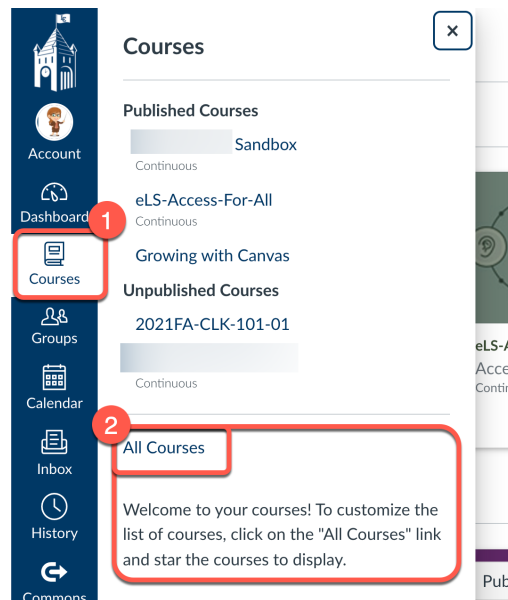 Courses
×
Published Courses
Sandbox
Continuous
eLS-Access-For-All
Continuous
Growing with Canvas
Unpublished Courses
2021FA-CLK-101-01
Continuous
2
All Courses
Welcome to your courses! To customize the
list of courses, click on the "All Courses" link
and star the courses to display.
Account
Dashboard
1
Courses
Groups
Calendar
Inbox
History
Commons
eLS-A
Acce
Contin
Pub